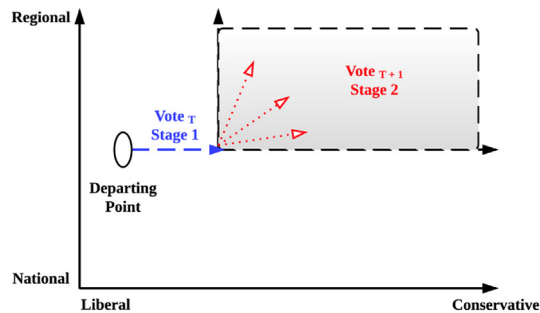 Regional
Vote T+1
Stage 2
Vote T
Stage 1
Departing
Point
National
Liberal
Conservative